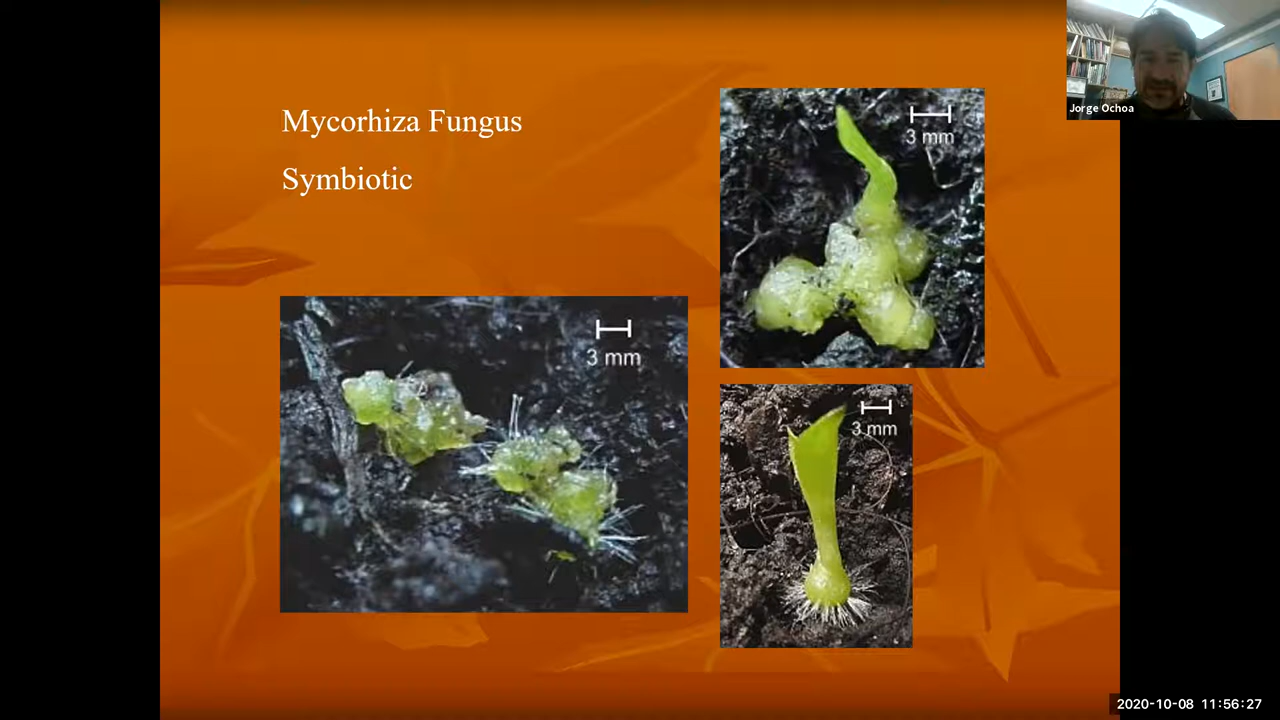 Mycorhiza Fungus
Symbiotic
3 mm
3 mm
3 mm
Jorge Ochoa
2020-10-08 11:56:27